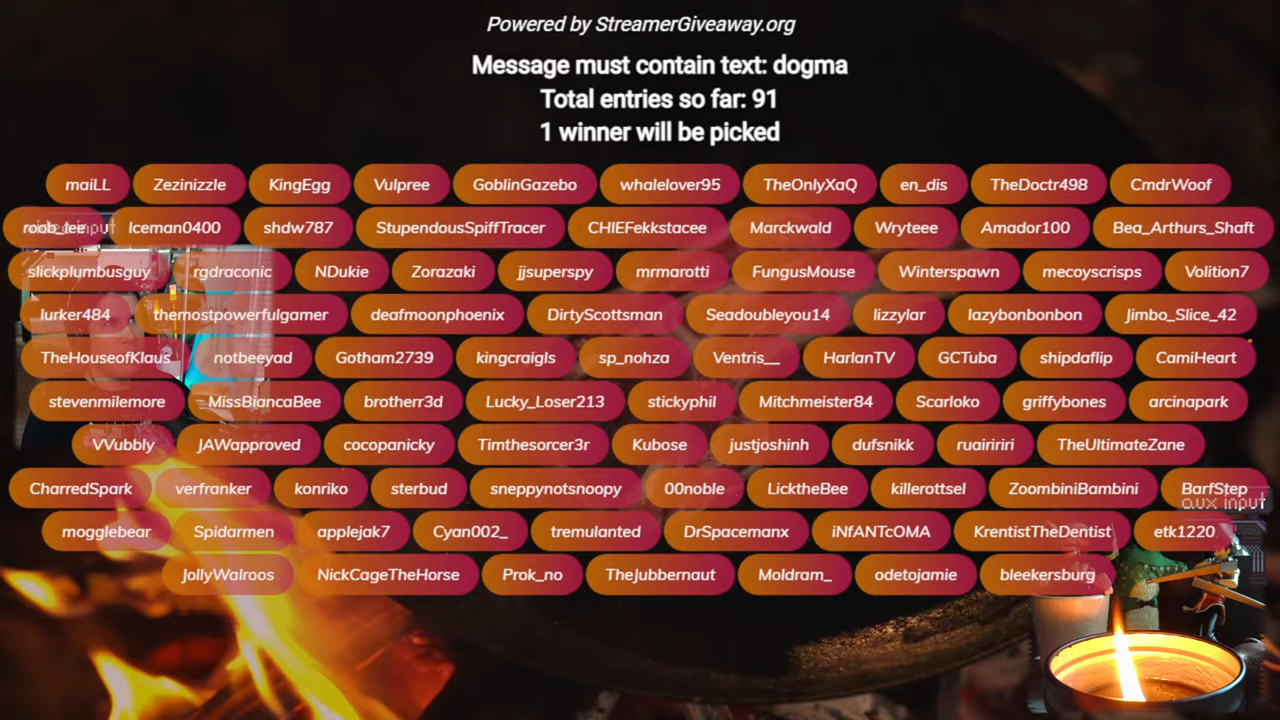 Powered by StreamerGiveaway.org
Message must contain text: dogma
Total entries so far: 91
1 winner will be picked
maiLL Zezinizzle KingEgg Vulpree GoblinGazebo whalelover95 TheOnlyXaQ en_dis TheDoctr498 CmdrWoof
Iceman0400 shdw787 StupendousSpiffTracer CHIEFekkstacee Marckwald Wryteee Amador100 Bea_Arthurs_Shaft
slickplumbusguy rgdraconic NDukie Zorazaki jjsuperspy mrmarotti FungusMouse Winterspawn mecoyscrisps Volition7
lurker484 themostpowerfulgamer deafmoonphoenix DirtyScottsman Seadoubleyou14 lizzylar lazybonbonbon Jimbo_Slice_42
TheHouseofKlaus notbeeyad Gotham2739 kingcraigls sp_nohza Ventris__ HarlanTV GCTuba shipdaflip CamiHeart
stevenmilemore MissBiancaBee brotherr3d Lucky_Loser213 stickyphil Mitchmeister84 Scarloko griffybones arcinapark
VVubbly JAWapproved cocopanicky Timthesorcer3r Kubose justjoshinh dufsnikk ruaiririri TheUltimateZane
CharredSpark verfranker konriko sterbud sneppynotsnoopy 00noble LicktheBee killerottsel ZoombiniBambini BarfStep
aux input
mogglebear Spidarmen applejak7 Cyan002_ tremulanted DrSpacemanx iNfANTcOMA KrentistTheDentist etk1220
JollyWalroos NickCageTheHorse Prok_no TheJubbernaut Moldram_ odetojamie bleekersburg